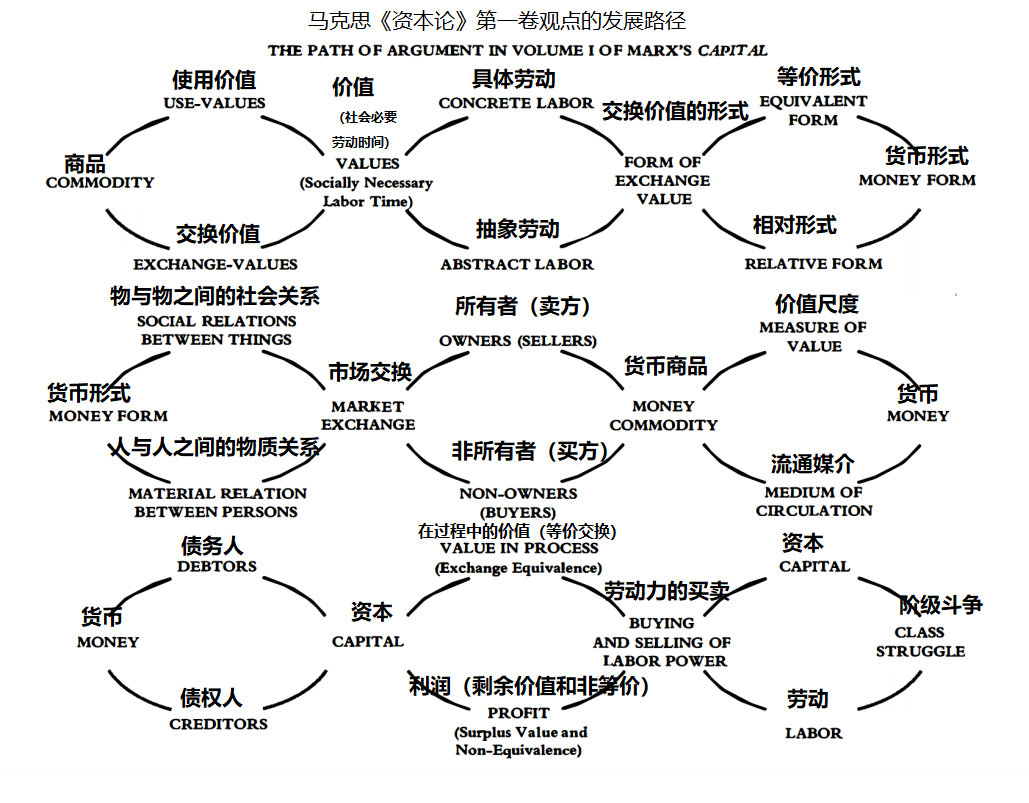 马克思《资本论》第一卷观点的发展路径
THE PATH OF ARGUMENT IN VOLUME I OF MARX'S CAPITAL
使用价值
USE-VALUES
价值
(社会必要
劳动时间)
VALUES
(Socially Necessary
Labor Time)
具体劳动
CONCRETE LABOR
交换价值的形式
FORM OF
EXCHANGE
VALUE
等价形式
EQUIVALENT
FORM
商品
COMMODITY
货币形式
MONEY FORM
交换价值
EXCHANGE-VALUES
抽象劳动
ABSTRACT LABOR
相对形式
RELATIVE FORM
物与物之间的社会关系
SOCIAL RELATIONS
BETWEEN THINGS
所有者（卖方）
OWNERS (SELLERS)
价值尺度
MEASURE OF
VALUE
货币形式
MONEY FORM
市场交换
MARKET
EXCHANGE
货币商品
MONEY
COMMODITY
货币
MONEY
人与人之间的物质关系
MATERIAL RELATION
BETWEEN PERSONS
非所有者（买方）
NON-OWNERS
(BUYERS)
流通媒介
MEDIUM OF
CIRCULATION
债务人
DEBTORS
在过程中的价值（等价交换）
VALUE IN PROCESS
(Exchange Equivalence)
资本
CAPITAL
货币
MONEY
资本
CAPITAL
劳动力的买卖
BUYING
AND SELLING OF
LABOR POWER
阶级斗争
CLASS
STRUGGLE
债权人
CREDITORS
利润（剩余价值和非等价）
PROFIT
(Surplus Value and
Non-Equivalence)
劳动
LABOR